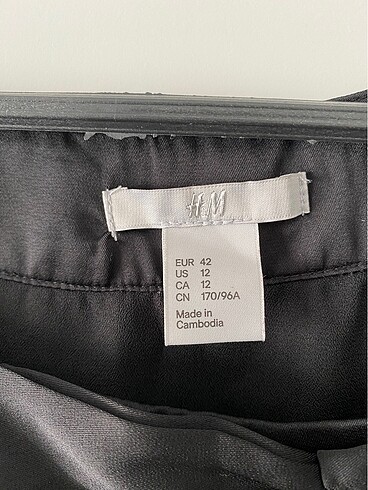 H&M
EUR 42
US 12
CA 12
CN 170/96A
Made in
Cambodia